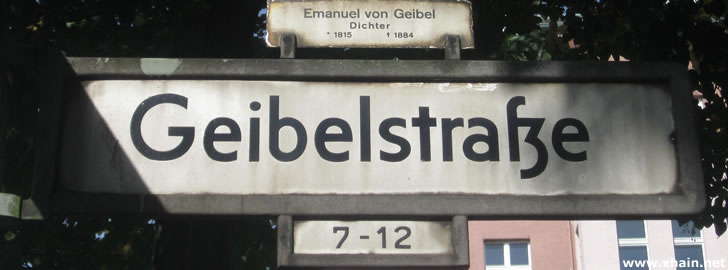 Emanuel von Geibel
Dichter
* 1815 † 1884
Geibelstraße
7-12
www.xhain.net